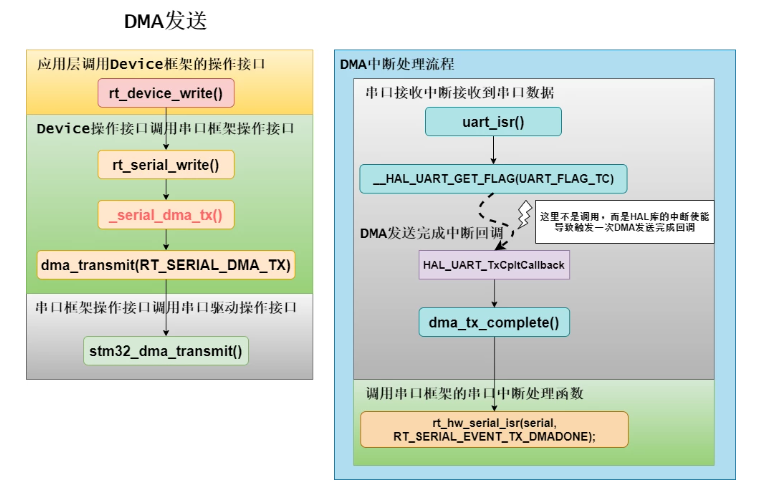 DMA发送
应用层调用Device框架的操作接口
rt_device_write()
Device操作接口调用串口框架操作接口
rt_serial_write()
_serial_dma_tx()
dma_transmit(RT_SERIAL_DMA_TX)
串口框架操作接口调用串口驱动操作接口
stm32_dma_transmit()
DMA中断处理流程
串口接收中断接收到串口数据
uart_isr()
__HAL_UART_GET_FLAG(UART_FLAG_TC)
这里不是调用，而是HAL库的中断使能
导致触发一次DMA发送完成回调
DMA发送完成中断回调
HAL_UART_TxCpltCallback
dma_tx_complete()
调用串口框架的串口中断处理函数
rt_hw_serial_isr(serial,
RT_SERIAL_EVENT_TX_DMADONE);